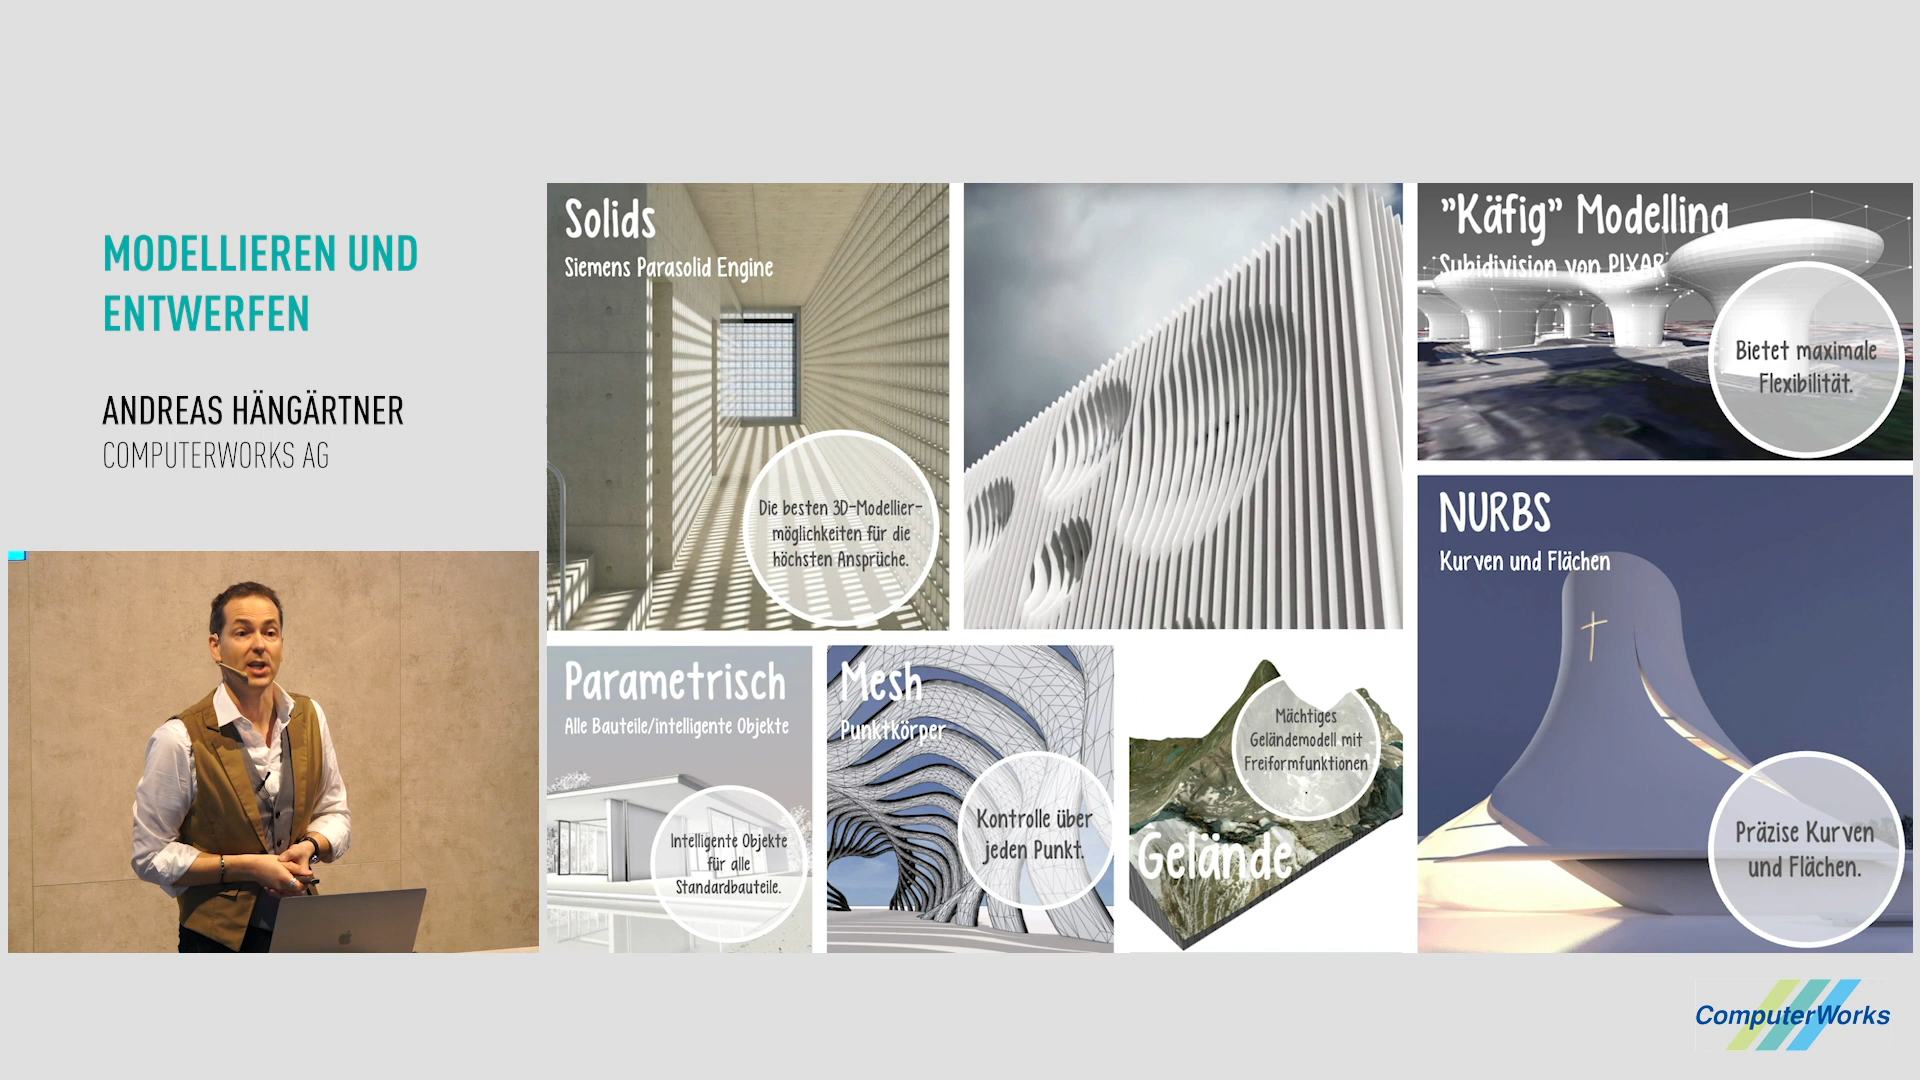 MODELLIEREN UND
ENTWERFEN
ANDREAS HÄNGÄRTNER
COMPUTERWORKS AG
Solids
Siemens Parasolid Engine
Die besten 3D-Modellier-
möglichkeiten für die
höchsten Ansprüche.
"Käfig" Modelling
Subidivision von PIXAR
Bietet maximale
Flexibilität.
NURBS
Kurven und Flächen
Präzise Kurven
und Flächen.
Parametrisch
Alle Bauteile/intelligente Objekte
Intelligente Objekte
für alle
Standardbauteile.
Mesh
Punktkörper
Kontrolle über
jeden Punkt.
Mächtiges
Geländemodell mit
Freiformfunktionen
.
Gelände
ComputerWorks